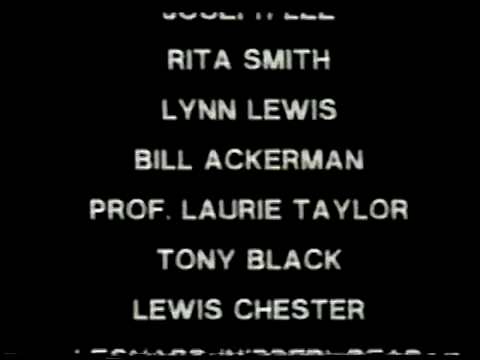 RITA SMITH
LYNN LEWIS
BILL ACKERMAN
PROF. LAURIE TAYLOR
TONY BLACK
LEWIS CHESTER